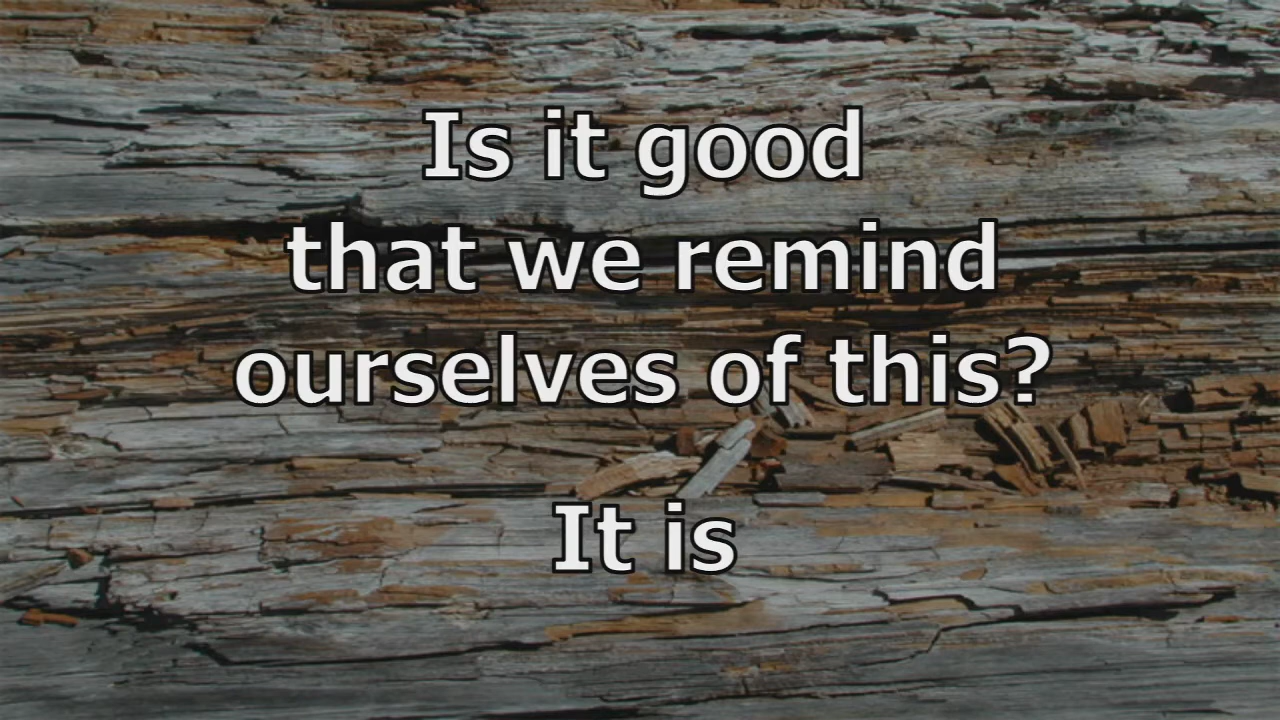 Is it good
that we remind
ourselves of this?
It is